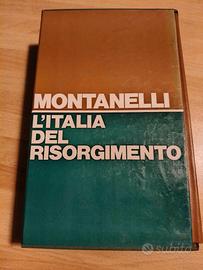 MONTANELLI
L'ITALIA
DEL
RISORGIMENTO
subito